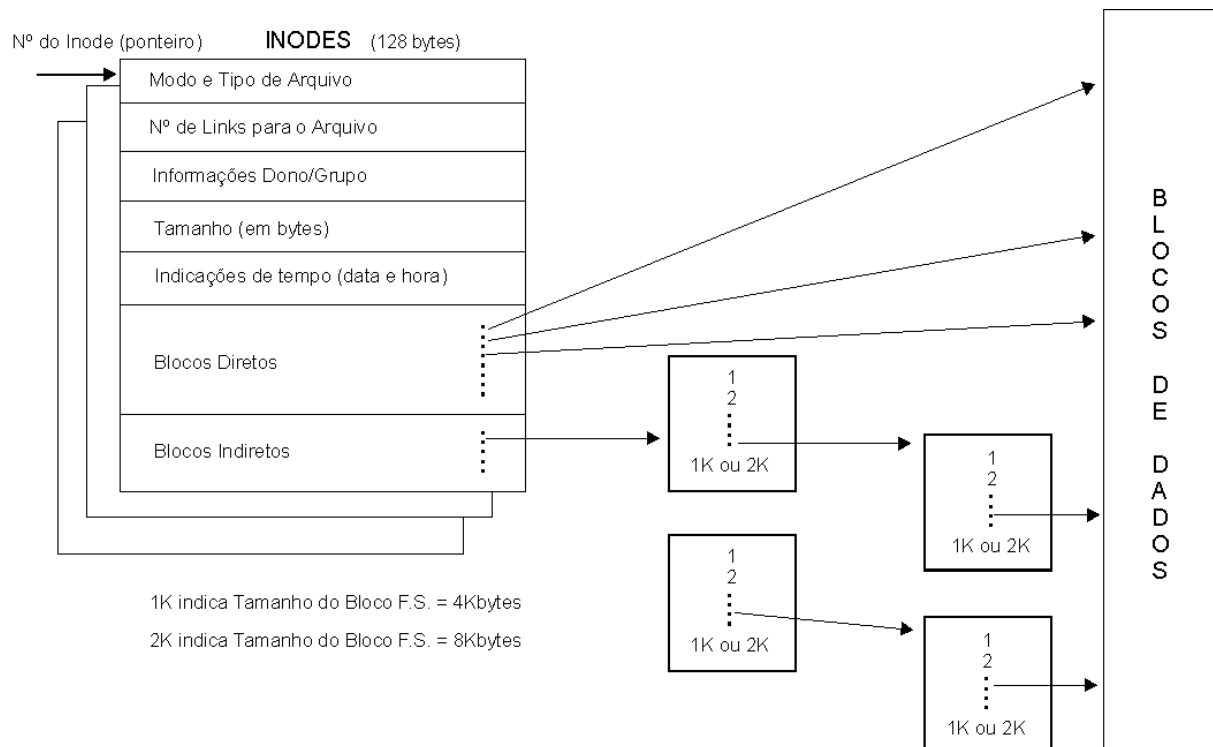 Nº do Inode (ponteiro) INODES (128 bytes)
Modo e Tipo de Arquivo
Nº de Links para o Arquivo
Informações Dono/Grupo
Tamanho (em bytes)
Indicações de tempo (data e hora)
Blocos Diretos
Blocos Indiretos
1
2
1K ou 2K
1
2
1K ou 2K
1
2
1K ou 2K
1
2
1K ou 2K
BLOCOS DE DADOS
1K indica Tamanho do Bloco F.S. = 4Kbytes
2K indica Tamanho do Bloco F.S. = 8Kbytes